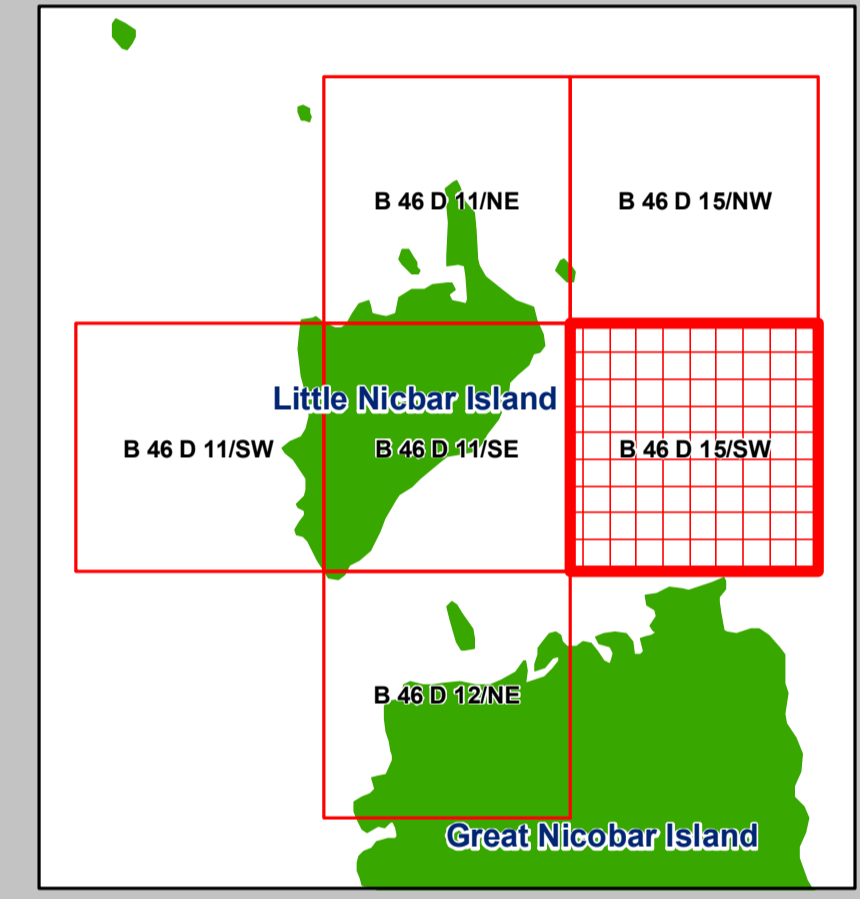 B 46 D 11/NE
B 46 D 15/NW
Little Nicbar Island
B 46 D 11/SW
B 46 D 11/SE
B 46 D 15/SW
B 46 D 12/NE
Great Nicobar Island